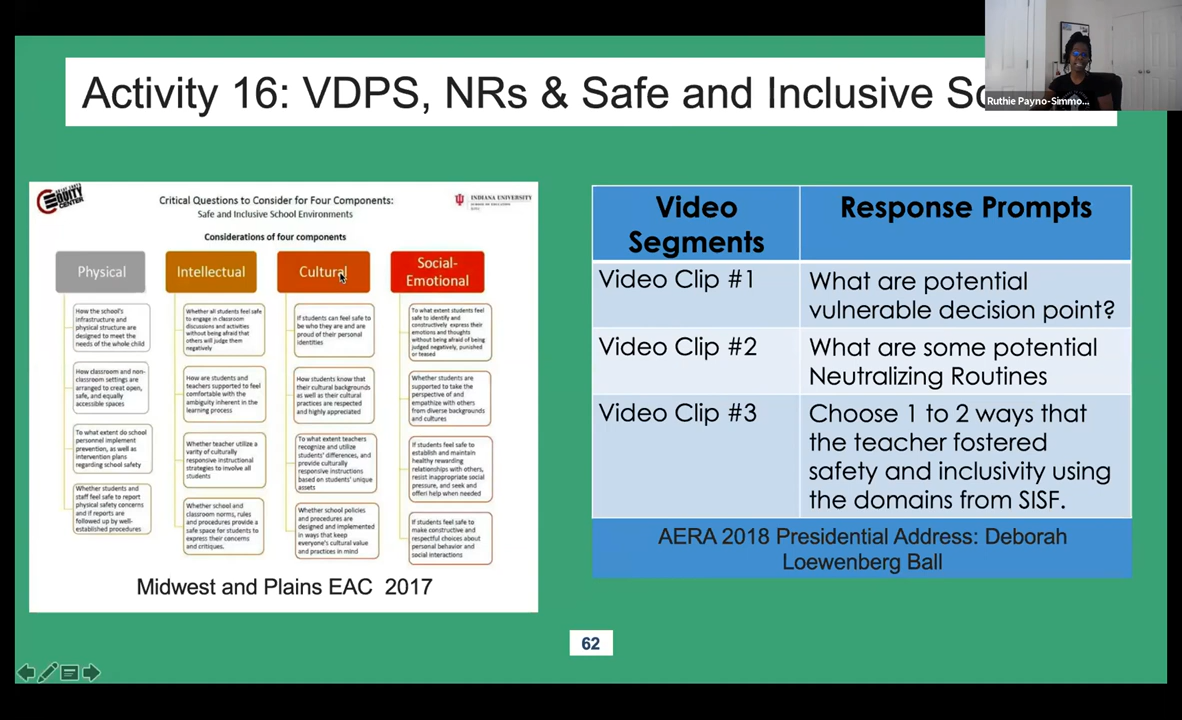 Activity 16: VDPS, NRs & Safe and Inclusive
Ruthie Payno-Simmo...
EQUITY
CENTER
Critical Questions to Consider for Four Components:
Safe and Inclusive School Environments
INDIANA UNIVERSITY
Considerations of four components
Physical
How the school's
infrastructure and
physical structure are
designed to meet the
needs of the whole child
How classroom and non-
classroom settings are
arranged to creat open,
safe, and equally
accessible spaces
To what extent do school
personnel implement
prevention, as well as
intervention plans
regarding school safety
Whether students and
staff feel safe to report
physical safety concerns
and if reports are
followed up by well-
established procedures
Intellectual
Whether all students feel safe
to engage in classroom
discussions and activities
without being afraid that
others will judge them
negatively
How are students and
teachers supported to feel
comfortable with the
ambiguity inherent in the
learning process
Whether teacher utilize a
varity of culturally
responsive instructional
strategies to involve all
students
Whether school and
classroom norms, rules
and procedures provide a
safe space for students to
express their concerns
and critiques.
Cultural
If students can feel safe to
be who they are and are
proud of their personal
identities
How students know that
their cultural backgrounds
as well as their cultural
practices are respected
and highly appreciated
To what extent teachers
recognize and utilize
students' differences, and
provide culturally
responsive instructions
based on students' unique
assets
Whether school policies
and procedures are
designed and implemented
in ways that keep
everyone's cultural value
and practices in mind
Social-
Emotional
To what extent students feel
safe to identify and
constructively express their
emotions and thoughts
without being afraid of being
judged negatively, punished
or teased
Whether students are
supported to take the
perspective of and
empathize with others
from diverse backgrounds
and cultures
If students feel safe to
establish and maintain
healthy rewarding
relationships with others,
resist inappropriate social
pressure, and seek and
offerl help when needed
If students feel safe to
make constructive and
respectful choices about
personal behavior and
social interactions
Midwest and Plains EAC 2017
Video
Segments
Response Prompts
Video Clip #1
What are potential
vulnerable decision point?
Video Clip #2
What are some potential
Neutralizing Routines
Video Clip #3
Choose 1 to 2 ways that
the teacher fostered
safety and inclusivity using
the domains from SISF.
AERA 2018 Presidential Address: Deborah
Loewenberg Ball
62